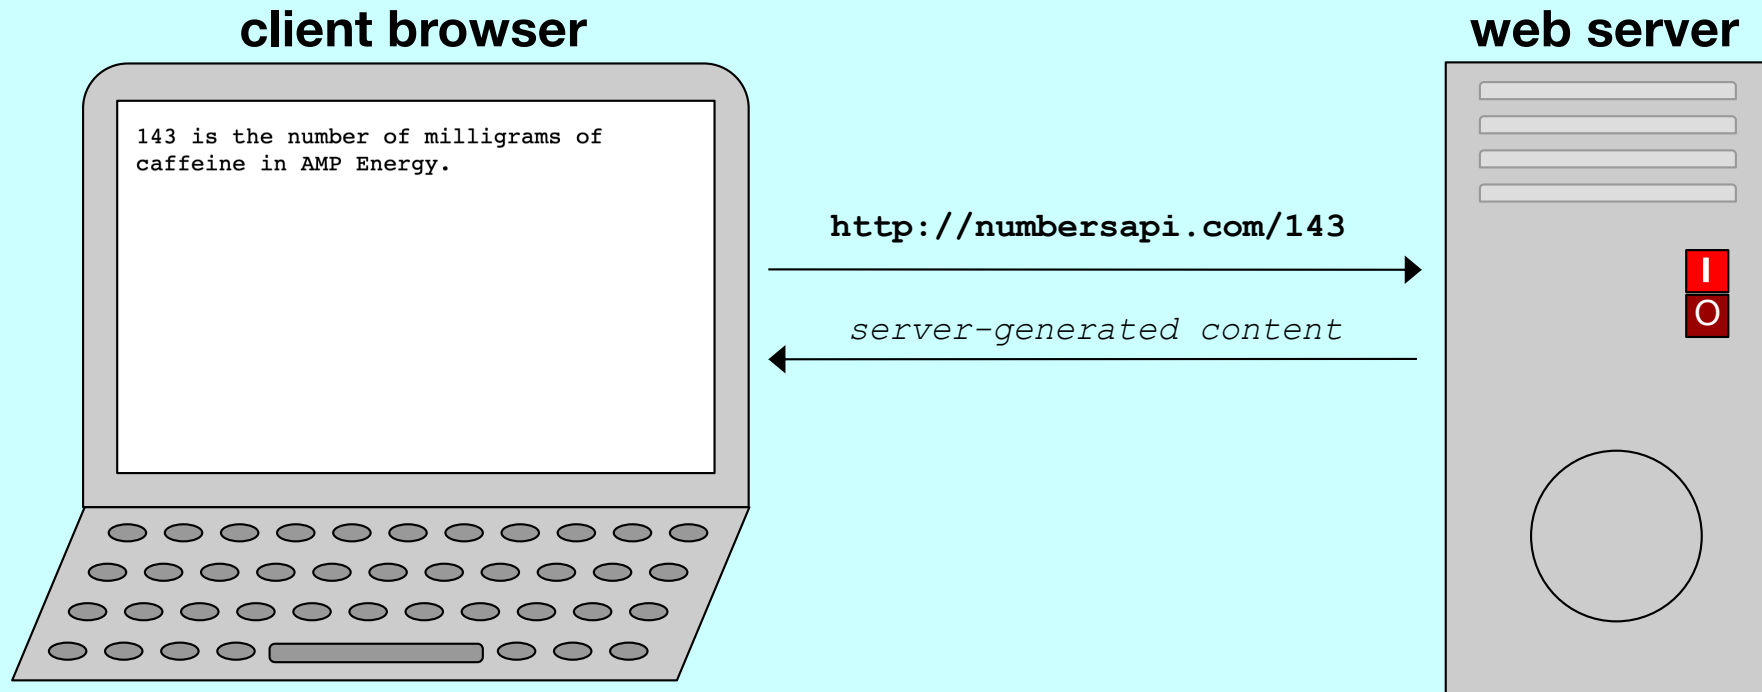 client browser
web server
143 is the number of milligrams of
caffeine in AMP Energy.
http://numbersapi.com/143
server-generated content
I
O